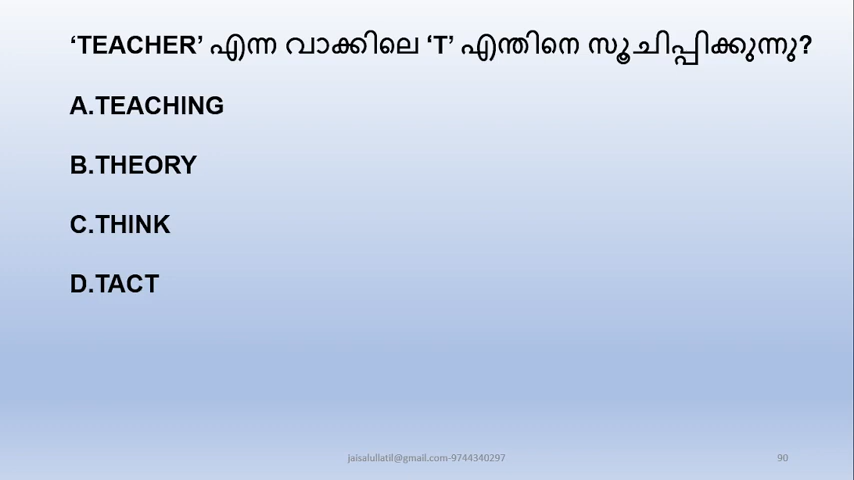 ‘TEACHER’ എന്ന വാക്കിലെ ‘T’ എന്തിനെ സൂചിപ്പിക്കുന്നു?
A.TEACHING
B.THEORY
C.THINK
D.TACT
jaisalullatil@gmail.com-9744340297
90